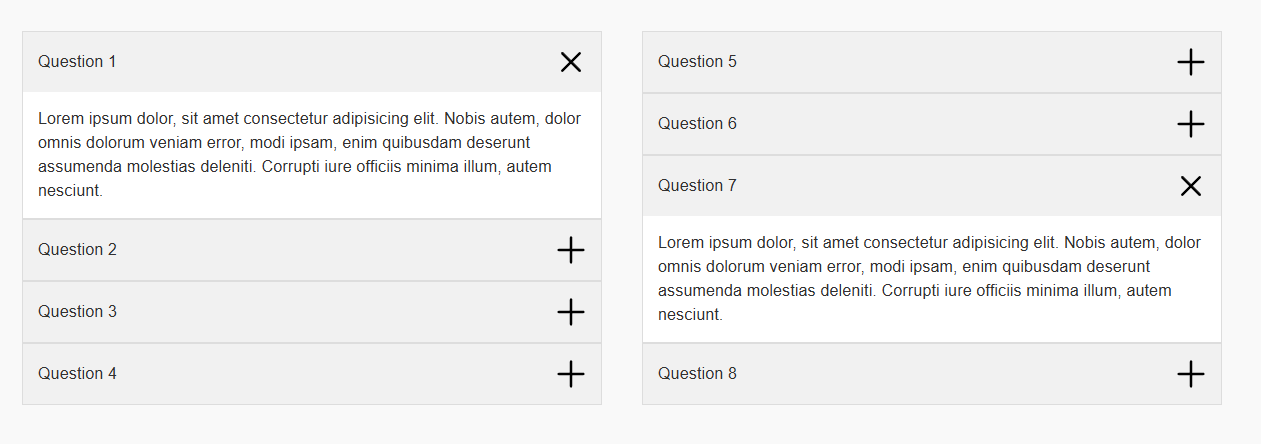 Question 1
Lorem ipsum dolor, sit amet consectetur adipisicing elit. Nobis autem, dolor
omnis dolorum veniam error, modi ipsam, enim quibusdam deserunt
assumenda molestias deleniti. Corrupti iure officiis minima illum, autem
nesciunt.
Question 2
Question 3
Question 4
Question 5
Question 6
Question 7
Lorem ipsum dolor, sit amet consectetur adipisicing elit. Nobis autem, dolor
omnis dolorum veniam error, modi ipsam, enim quibusdam deserunt
assumenda molestias deleniti. Corrupti iure officiis minima illum, autem
nesciunt.
Question 8